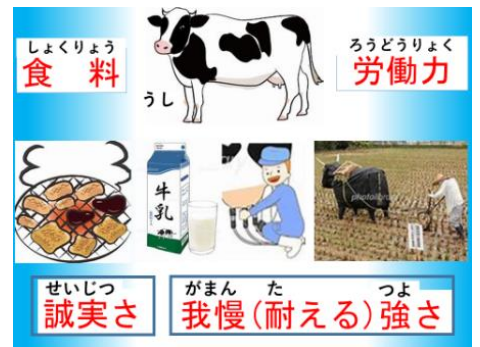 しょくりょう
食料
ろうどうりょく
労働力
うし
牛乳
photolibrary
せいじつ
誠実さ
がまん た つよ
我慢(耐える)強さ